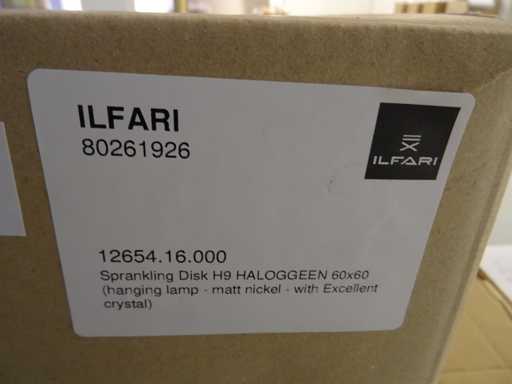 ILFARI
80261926
ILFARI
12654.16.000
Sprankling Disk H9 HALOGGEEN 60x60
(hanging lamp - matt nickel - with Excellent
crystal)